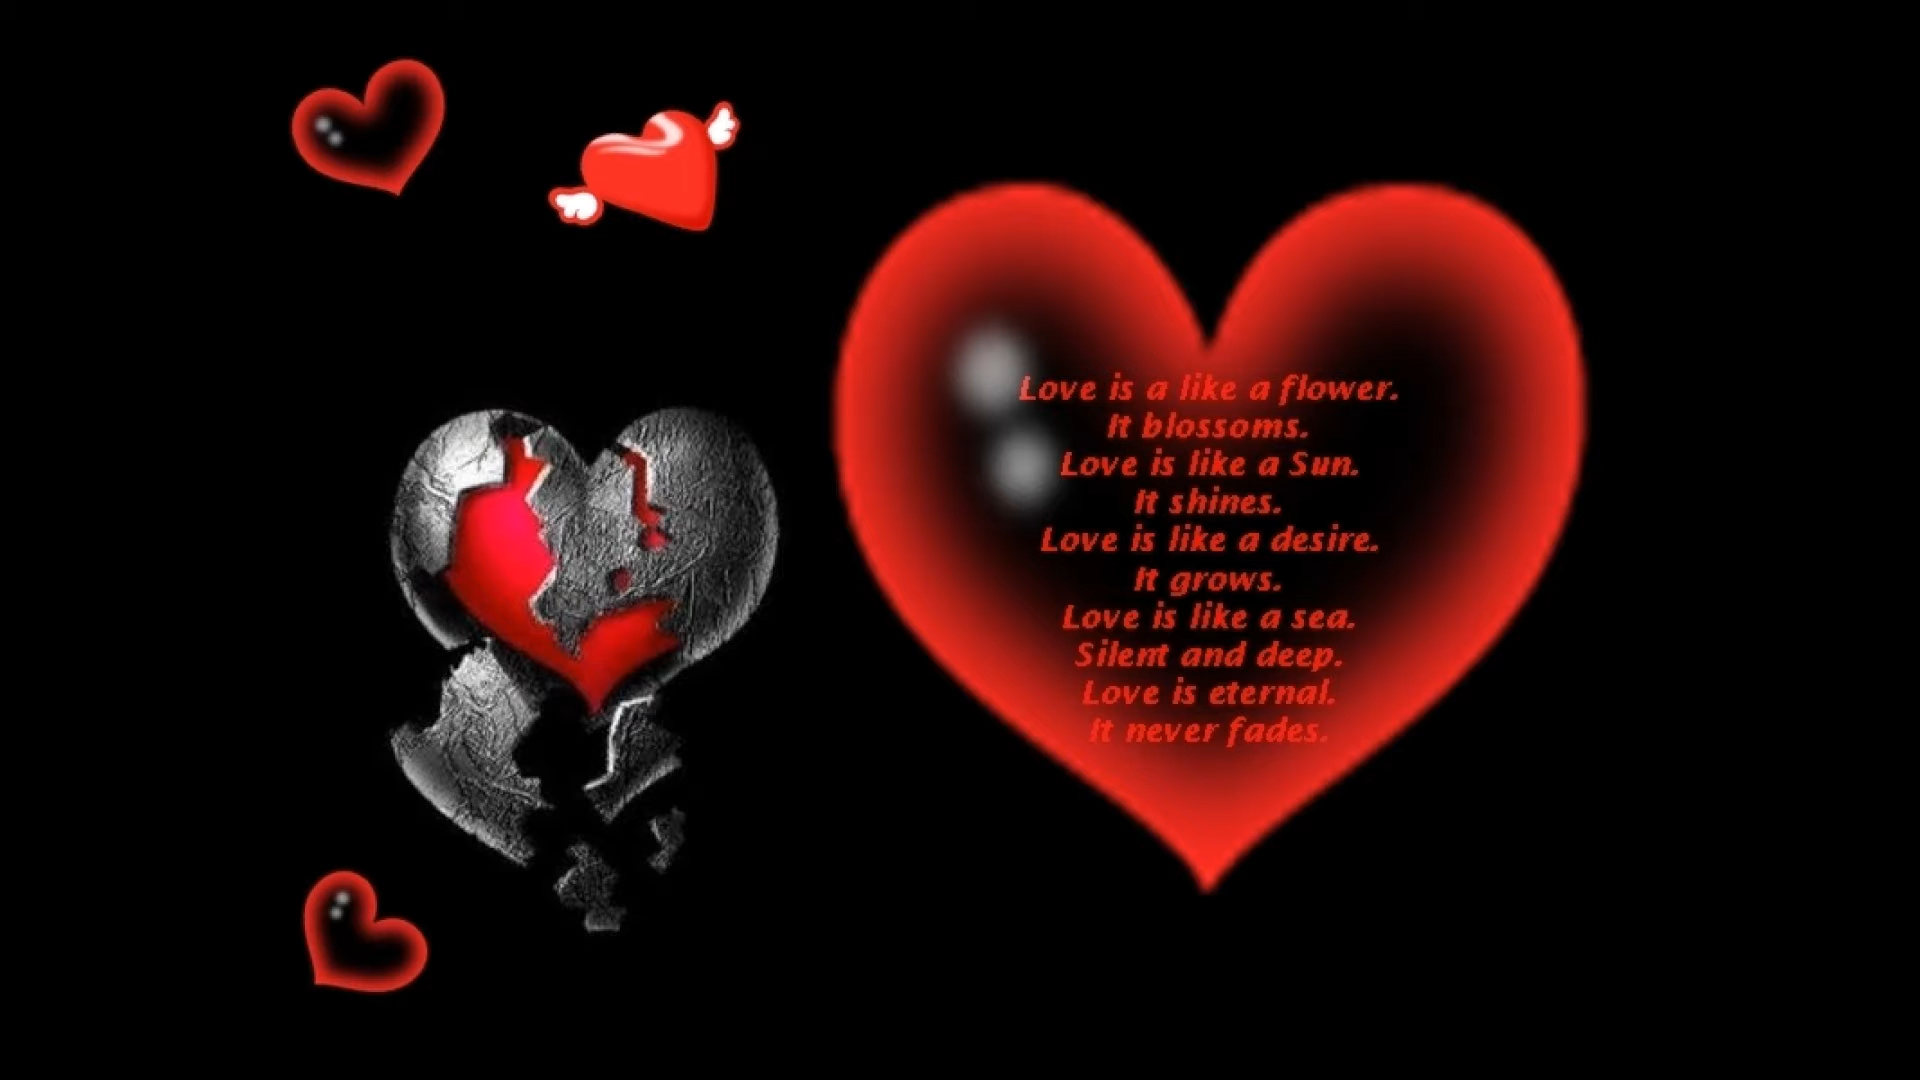 Love is a like a flower.
It blossoms.
Love is like a Sun.
It shines.
Love is like a desire.
It grows.
Love is like a sea.
Silent and deep.
Love is eternal.
It never fades.